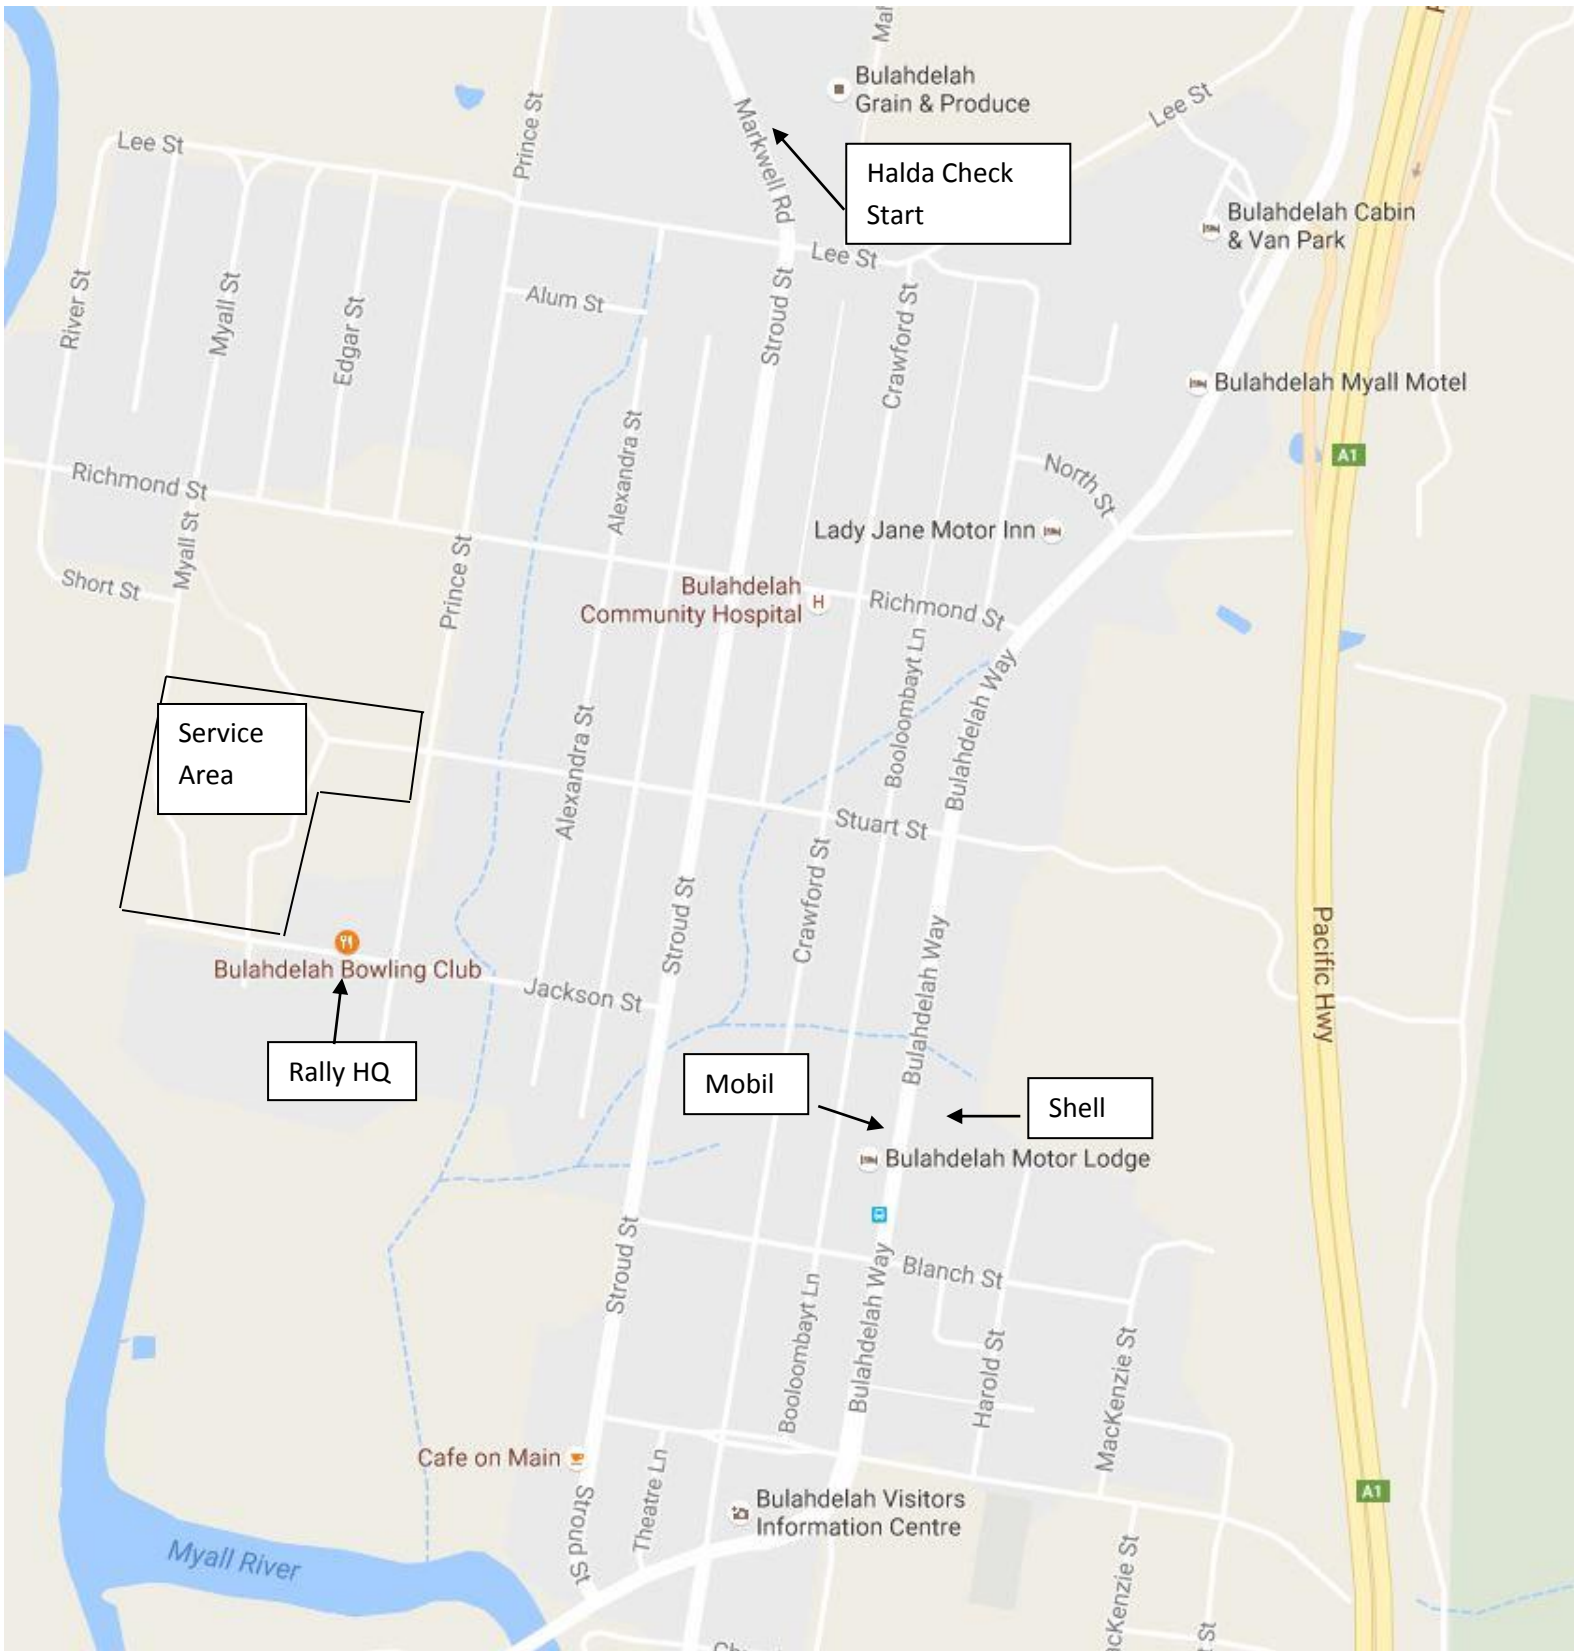 Mah
Bulahdelah
Grain & Produce
Lee St
Markwell Rd
Prince St
Lee St
Halda Check
Start
Bulahdelah Cabin
& Van Park
Lee St
River St
Myall St
Edgar St
Alum St
Stroud St
Crawford St
Bulahdelah Myall Motel
A1
Alexandra St
Richmond St
North St
Myall St
Prince St
Lady Jane Motor Inn
Short St
Bulahdelah
Community Hospital
H
Richmond St
Booloombayt Ln
Bulahdelah Way
Service
Area
Alexandra St
Stuart St
Crawford St
Stroud St
Bulahdelah Way
Pacific Hwy
Bulahdelah Bowling Club
Jackson St
Rally HQ
Mobil
Shell
Bulahdelah Motor Lodge
Stroud St
Bulahdelah Way
Blanch St
Booloombayt Ln
Harold St
MacKenzie St
Cafe on Main
Theatre Ln
Stroud St
Bulahdelah Visitors
Information Centre
A1
Myall River
cKenzie St
St